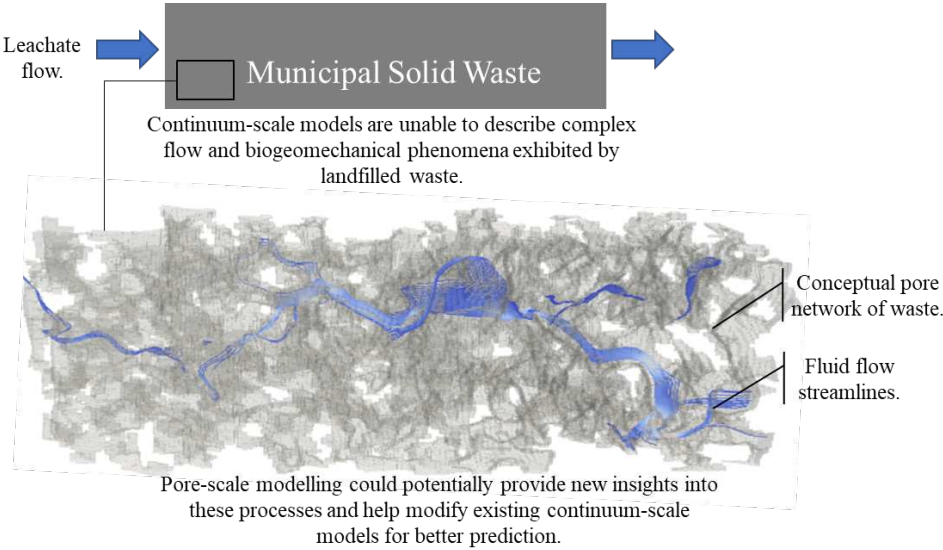 Leachate
flow.
Municipal Solid Waste
Continuum-scale models are unable to describe complex
flow and biogeomechanical phenomena exhibited by
landfilled waste.
Conceptual pore
network of waste.
Fluid flow
streamlines.
Pore-scale modelling could potentially provide new insights into
these processes and help modify existing continuum-scale
models for better prediction.